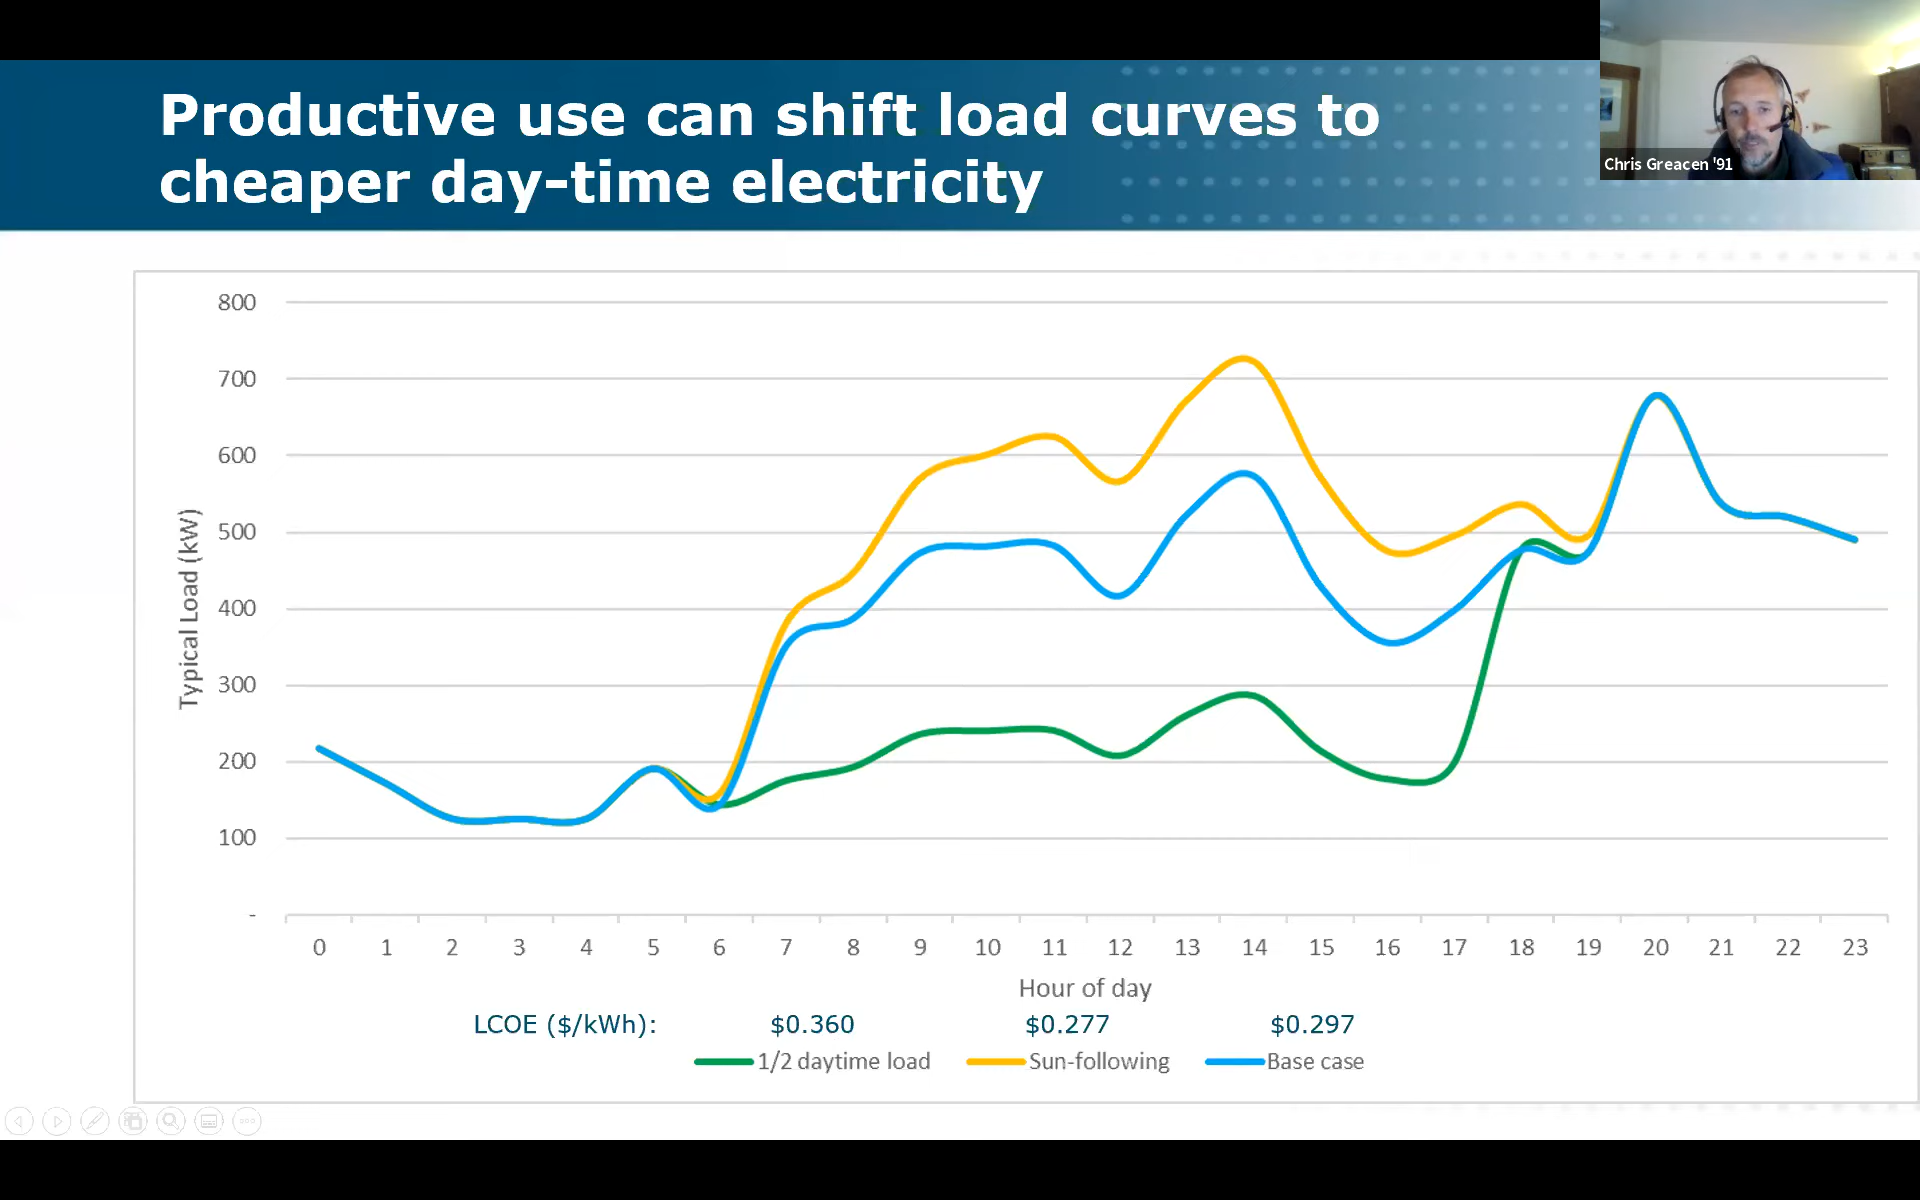 Productive use can shift load curves to
cheaper day-time electricity
Chris Greacen '91
800
700
600
500
400
300
200
100
-
Typical Load (kW)
0 1 2 3 4 5 6 7 8 9 10 11 12 13 14 15 16 17 18 19 20 21 22 23
Hour of day
LCOE ($/kWh): $0.360 $0.277 $0.297
1/2 daytime load Sun-following Base case